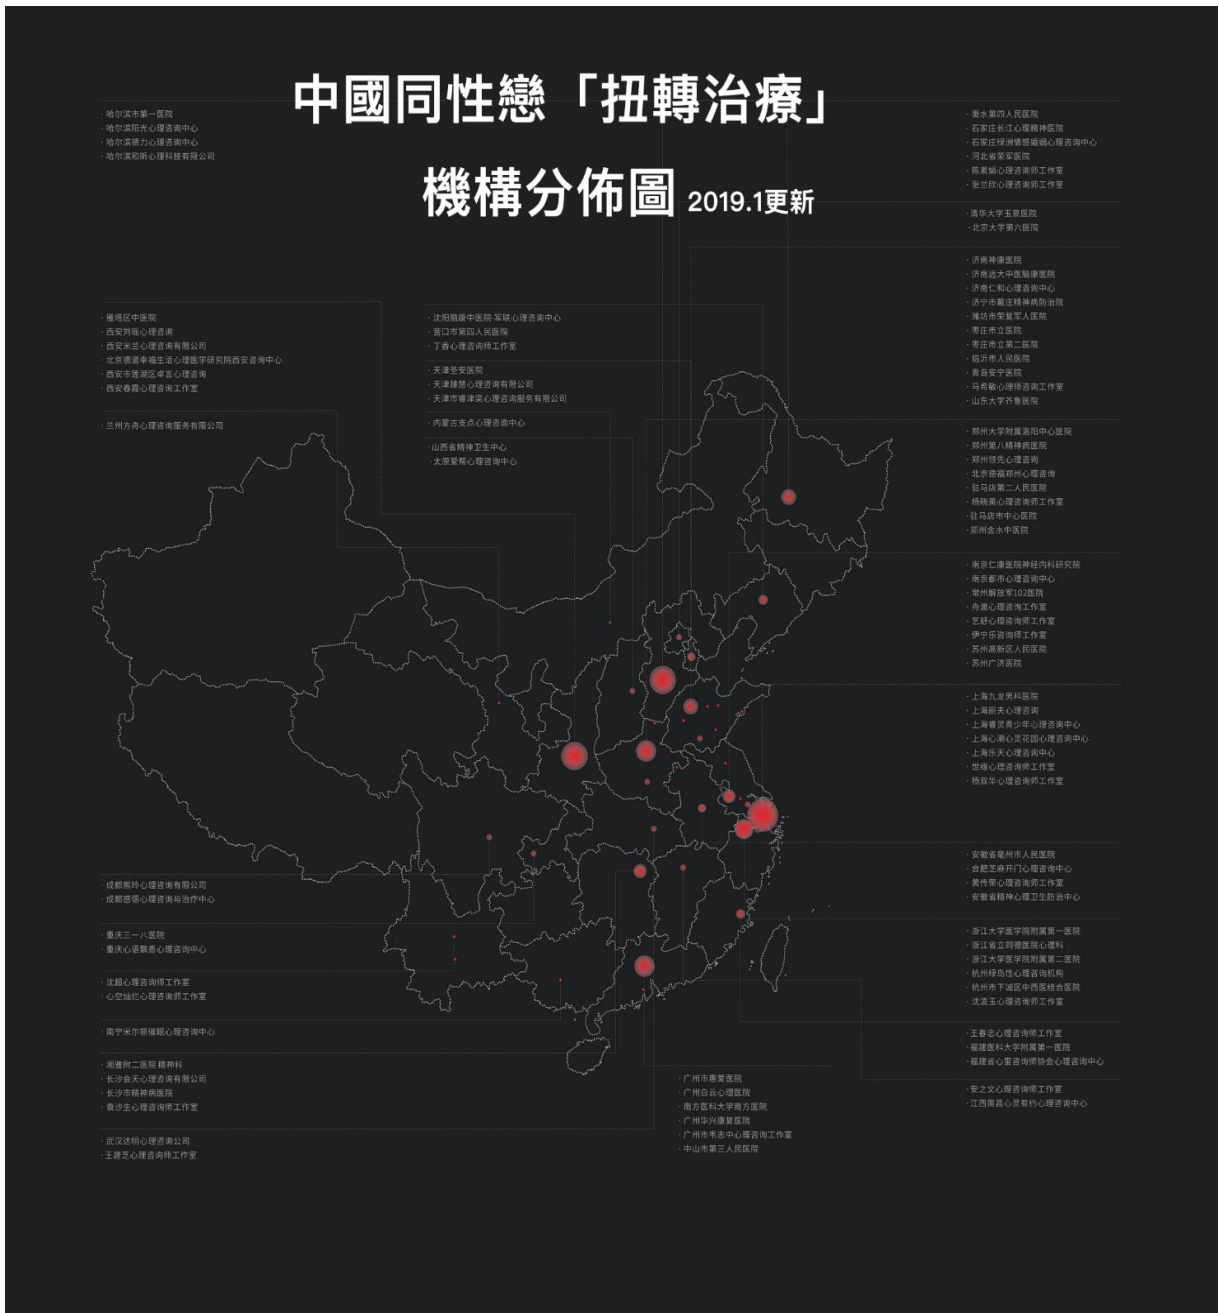 中國同性戀「扭轉治療」
機構分佈圖 2019.1更新
· 哈尔滨市第一医院
· 哈尔滨阳光心理咨询中心
· 哈尔滨德力心理咨询中心
· 哈尔滨和昕心理科技有限公司
· 雁塔区中医院
· 西安刘瑶心理咨询
· 西安米兰心理咨询有限公司
· 北京德道幸福生活心理医学研究院西安咨询中心
· 西安市莲湖区卓言心理咨询
· 西安春霞心理咨询工作室
· 兰州方舟心理咨询服务有限公司
· 沈阳脑康中医院-军联心理咨询中心
· 营口市第四人民医院
· 丁香心理咨询师工作室
· 天津圣安医院
· 天津臻慧心理咨询有限公司
· 天津市睿津梁心理咨询服务有限公司
· 内蒙古支点心理咨询中心
· 山西省精神卫生中心
· 太原爱帮心理咨询中心
· 衡水第四人民医院
· 石家庄长江心理精神医院
· 石家庄绿洲情感婚姻心理咨询中心
· 河北省荣军医院
· 陈素娟心理咨询师工作室
· 张兰欣心理咨询师工作室
· 清华大学玉泉医院
· 北京大学第六医院
· 济南神康医院
· 济南远大中医脑康医院
· 济南仁和心理咨询中心
· 济宁市戴庄精神病防治院
· 潍坊市荣复军人医院
· 枣庄市立医院
· 枣庄市立第二医院
· 临沂市人民医院
· 青岛安宁医院
· 马希敏心理师咨询工作室
· 山东大学齐鲁医院
· 郑州大学附属洛阳中心医院
· 郑州第八精神病医院
· 郑州领先心理咨询
· 北京德福郑州心理咨询
· 驻马店第二人民医院
· 杨晓英心理咨询师工作室
· 驻马店市中心医院
· 郑州金水中医院
· 南京仁康医院神经内科研究院
· 南京都市心理咨询中心
· 常州解放军102医院
· 舟渡心理咨询工作室
· 艺舒心理咨询师工作室
· 伊宁乐咨询师工作室
· 苏州高新区人民医院
· 苏州广济医院
· 上海九龙男科医院
· 上海丽夫心理咨询
· 上海睿灵青少年心理咨询中心
· 上海心潮心灵花园心理咨询中心
· 上海乐天心理咨询中心
· 世缘心理咨询师工作室
· 杨双华心理咨询师工作室
· 安徽省亳州市人民医院
· 合肥芝麻开门心理咨询中心
· 黄传荣心理咨询师工作室
· 安徽省精神心理卫生防治中心
· 浙江大学医学院附属第一医院
· 浙江省立同德医院心理科
· 浙江大学医学院附属第二医院
· 杭州绿岛性心理咨询机构
· 杭州市下城区中西医结合医院
· 沈凌玉心理咨询师工作室
· 王春忠心理咨询师工作室
· 福建医科大学附属第一医院
· 福建省心里咨询师协会心理咨询中心
· 安之文心理咨询师工作室
· 江西南昌心灵有约心理咨询中心
· 成都熊玲心理咨询有限公司
· 成都感悟心理咨询与治疗中心
· 重庆三一八医院
· 重庆心语飘香心理咨询中心
· 沈超心理咨询师工作室
· 心空灿烂心理咨询师工作室
· 南宁米尔顿催眠心理咨询中心
· 湘雅附二医院 精神科
· 长沙会天心理咨询有限公司
· 长沙市精神病医院
· 袁沙生心理咨询师工作室
· 武汉达明心理咨询公司
· 王建芝心理咨询师工作室
· 广州市惠爱医院
· 广州白云心理医院
· 南方医科大学南方医院
· 广州华兴康复医院
· 广州市韦志中心理咨询工作室
· 中山市第三人民医院